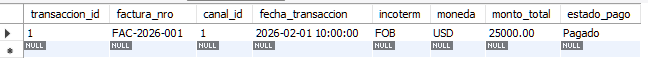 transaccion_id factura_nro canal_id fecha_transaccion incoterm moneda monto_total estado_pago
1 FAC-2026-001 1 2026-02-01 10:00:00 FOB USD 25000.00 Pagado
NULL NULL NULL NULL NULL NULL NULL NULL